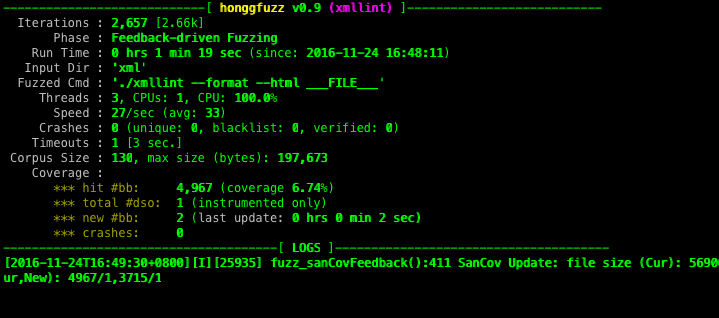 [ honggfuzz v0.9 (xmllint) ]
Iterations : 2,657 [2.66k]
Phase : Feedback-driven Fuzzing
Run Time : 0 hrs 1 min 19 sec (since: 2016-11-24 16:48:11)
Input Dir : 'xml'
Fuzzed Cmd : './xmllint --format --html ___FILE___'
Threads : 3, CPUs: 1, CPU: 100.0%
Speed : 27/sec (avg: 33)
Crashes : 0 (unique: 0, blacklist: 0, verified: 0)
Timeouts : 1 [3 sec.]
Corpus Size : 130, max size (bytes): 197,673
Coverage :
*** hit #bb: 4,967 (coverage 6.74%)
*** total #dso: 1 (instrumented only)
*** new #bb: 2 (last update: 0 hrs 0 min 2 sec)
*** crashes: 0
[ LOGS ]
[2016-11-24T16:49:30+0800][I][25935] fuzz_sanCovFeedback():411 SanCov Update: file size (Cur): 5690
ur,New): 4967/1,3715/1